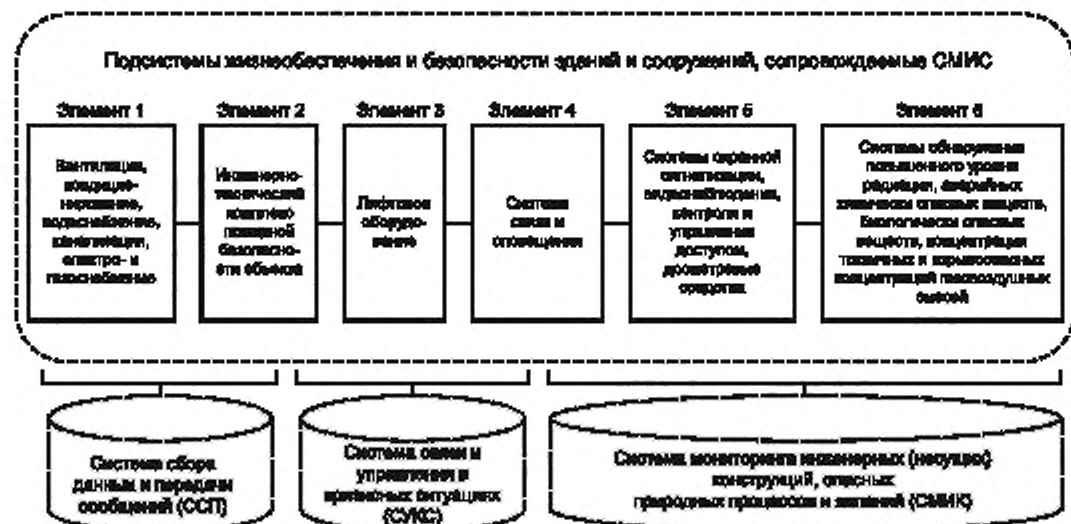 Подсистемы жизнеобеспечения и безопасности зданий и сооружений, сопровождаемые СМИС
Элемент 1
Вентиляция,
кондицио-
нирование,
водоснабжение,
канализация,
электро- и
газоснабжение
Элемент 2
Инженерно-
технический
комплекс
пожарной
безопасно-
сти объекта
Элемент 3
Лифтовое
оборудо-
вание
Элемент 4
Система
связи и
оповещения
Элемент 5
Системы охранной
сигнализации,
видеонаблюдения,
контроля и
управления
доступом,
досмотровые
средства
Элемент 6
Системы обнаружения
повышенного уровня
радиации, аварийных
химически опасных веществ,
биологически опасных
веществ, концентрации
токсичных и взрывоопасных
концентраций газовоздушных
смесей
Система сбора
данных и передачи
сообщений (ССП)
Система связи и
управления в
кризисных ситуациях
(СУКС)
Система мониторинга инженерных (несущих)
конструкций, опасных
природных процессов и явлений (СМИК)